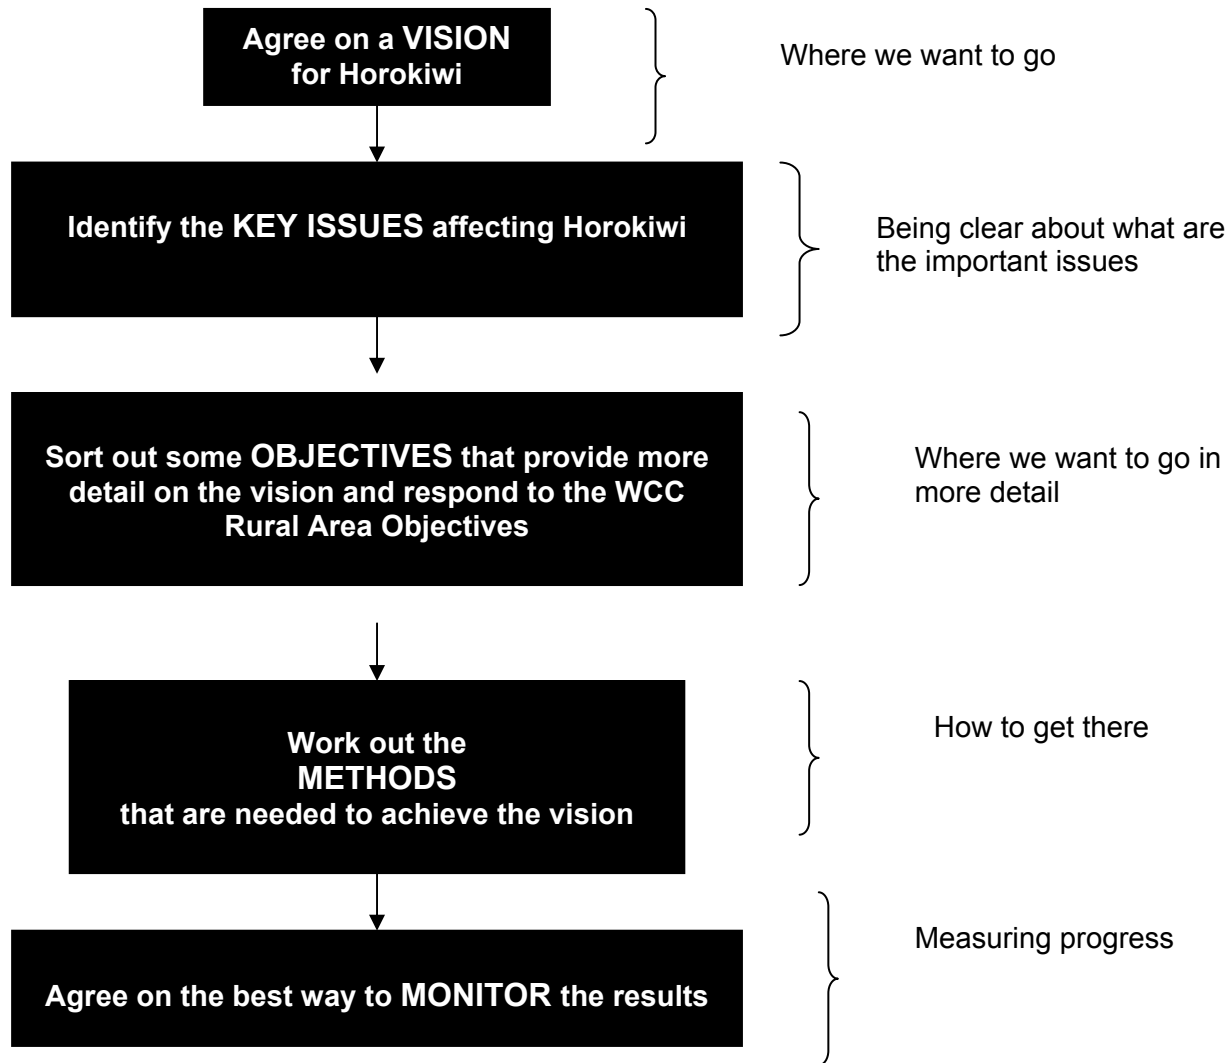 Agree on a VISION
for Horokiwi
Where we want to go
Identify the KEY ISSUES affecting Horokiwi
Being clear about what are
the important issues
Sort out some OBJECTIVES that provide more
detail on the vision and respond to the WCC
Rural Area Objectives
Where we want to go in
more detail
Work out the
METHODS
that are needed to achieve the vision
How to get there
Agree on the best way to MONITOR the results
Measuring progress